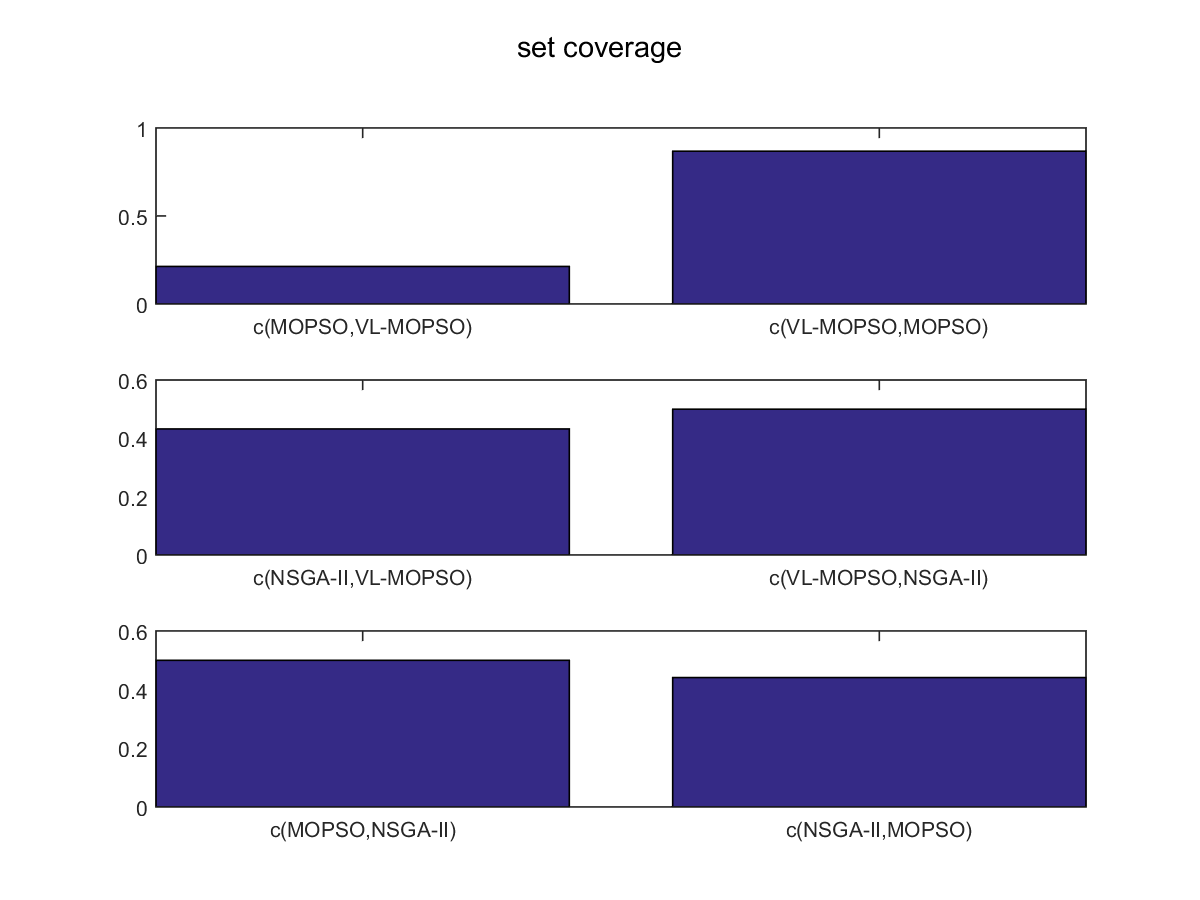 set coverage
1
0.5
0
c(MOPSO,VL-MOPSO) c(VL-MOPSO,MOPSO)
0.6
0.4
0.2
0
c(NSGA-II,VL-MOPSO) c(VL-MOPSO,NSGA-II)
0.6
0.4
0.2
0
c(MOPSO,NSGA-II) c(NSGA-II,MOPSO)